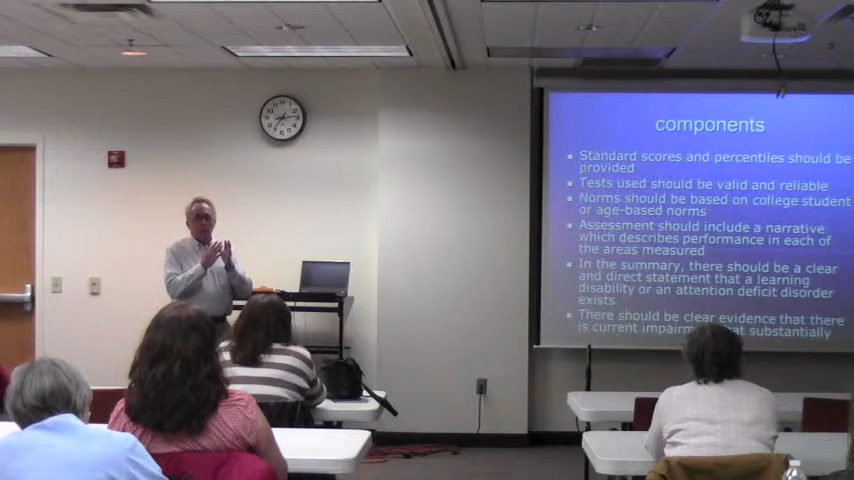 components
Standard scores and percentiles should be
provided
Tests used should be valid and reliable
Norms should be based on college student
or age-based norms
Assessment should include a narrative
which describes performance in each of
the areas measured
In the summary, there should be a clear
and direct statement that a learning
disability or an attention deficit disorder
exists
There should be clear evidence that there
is current impairment that substantially